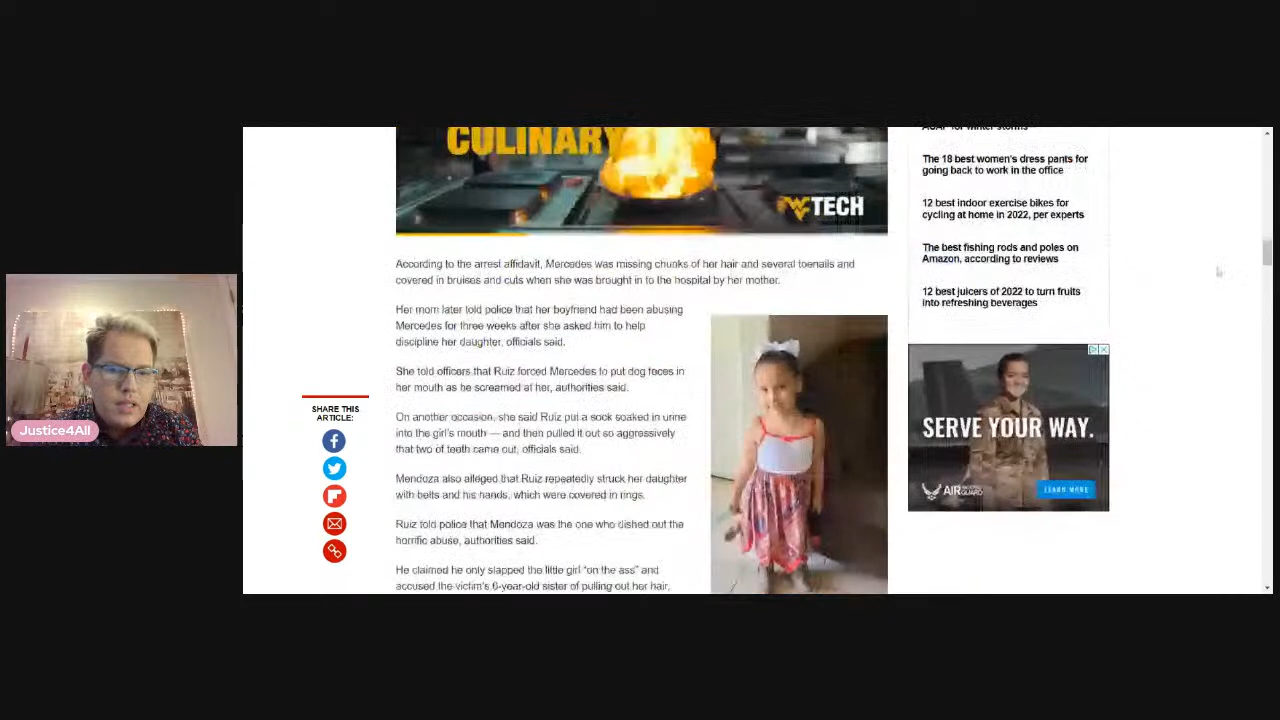 CULINARY
TECH
According to the arrest affidavit, Mercedes was missing chunks of her hair and several toenails and
covered in bruises and cuts when she was brought in to the hospital by her mother.
Her mom later told police that her boyfriend had been abusing
Mercedes for three weeks after she asked him to help
discipline her daughter, officials said.
She told officers that Ruiz forced Mercedes to put dog feces in
her mouth as he screamed at her, authorities said.
On another occasion, she said Ruiz put a sock soaked in urine
into the girl's mouth — and then pulled it out so aggressively
that two of teeth came out, officials said.
Mendoza also alleged that Ruiz repeatedly struck her daughter
with belts and his hands, which were covered in rings.
Ruiz told police that Mendoza was the one who dished out the
horrific abuse, authorities said.
He claimed he only slapped the little girl "on the ass" and
accused the victim's 6-year-old sister of pulling out her hair,
SHARE THIS
ARTICLE:
Justice4All
ASAP for winter storms
The 18 best women's dress pants for
going back to work in the office
12 best indoor exercise bikes for
cycling at home in 2022, per experts
The best fishing rods and poles on
Amazon, according to reviews
12 best juicers of 2022 to turn fruits
into refreshing beverages
SERVE YOUR WAY.
AIR
GUARD
LEARN MORE